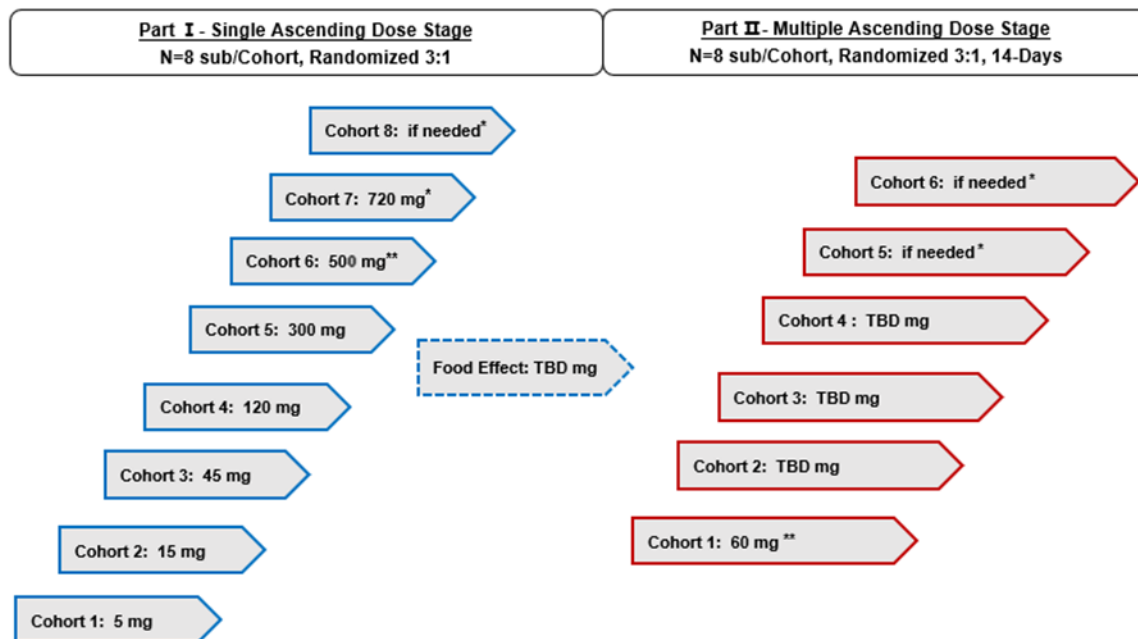 Part I - Single Ascending Dose Stage
N=8 sub/Cohort, Randomized 3:1
Part II- Multiple Ascending Dose Stage
N=8 sub/Cohort, Randomized 3:1, 14-Days
Cohort 8: if needed*
Cohort 7: 720 mg*
Cohort 6: 500 mg**
Cohort 5: 300 mg
Cohort 4: 120 mg
Cohort 3: 45 mg
Cohort 2: 15 mg
Cohort 1: 5 mg
Food Effect: TBD mg
Cohort 6: if needed *
Cohort 5: if needed *
Cohort 4 : TBD mg
Cohort 3: TBD mg
Cohort 2: TBD mg
Cohort 1: 60 mg **